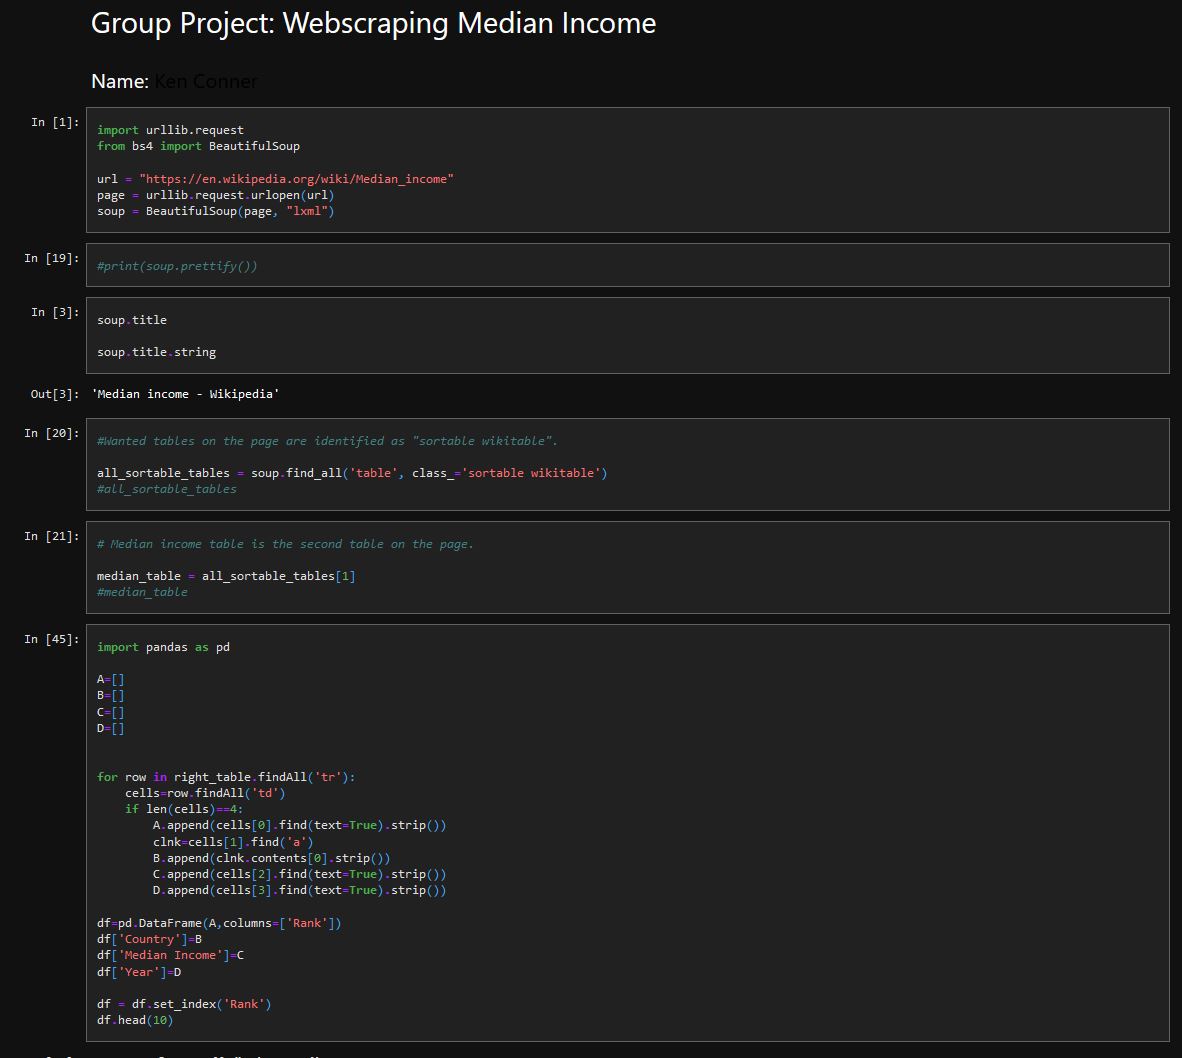 Group Project: Webscraping Median Income
Name: Ken Conner
In [1]:
import urllib.request
from bs4 import BeautifulSoup
url = "https://en.wikipedia.org/wiki/Median_income"
page = urllib.request.urlopen(url)
soup = BeautifulSoup(page, "lxml")
In [19]:
#print(soup.prettify())
In [3]:
soup.title
soup.title.string
Out[3]: 'Median income - Wikipedia'
In [20]:
#Wanted tables on the page are identified as "sortable wikitable".
all_sortable_tables = soup.find_all('table', class_='sortable wikitable')
#all_sortable_tables
In [21]:
# Median income table is the second table on the page.
median_table = all_sortable_tables[1]
#median_table
In [45]:
import pandas as pd
A=[]
B=[]
C=[]
D=[]
for row in right_table.findAll('tr'):
    cells=row.findAll('td')
    if len(cells)==4:
        A.append(cells[0].find(text=True).strip())
        clnk=cells[1].find('a')
        B.append(clnk.contents[0].strip())
        C.append(cells[2].find(text=True).strip())
        D.append(cells[3].find(text=True).strip())
df=pd.DataFrame(A,columns=['Rank'])
df['Country']=B
df['Median Income']=C
df['Year']=D
df = df.set_index('Rank')
df.head(10)